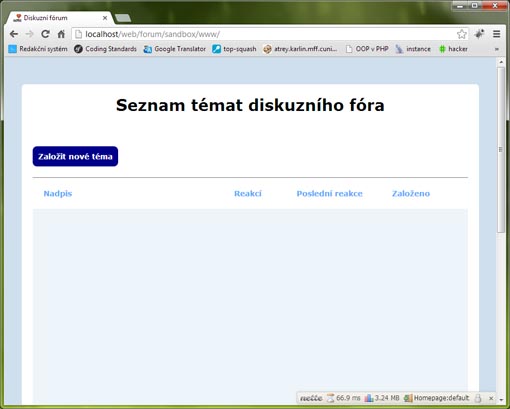 Diskuzní fórum
localhost/web/forum/sandbox/www/
Redakční systém Coding Standards Google Translator top-squash atrey.karlin.mff.cuni... OOP v PHP instance hacker
Seznam témat diskuzního fóra
Založit nové téma
Nadpis Reakcí Poslední reakce Založeno
nette 66.9 ms 3.24 MB Homepage:default